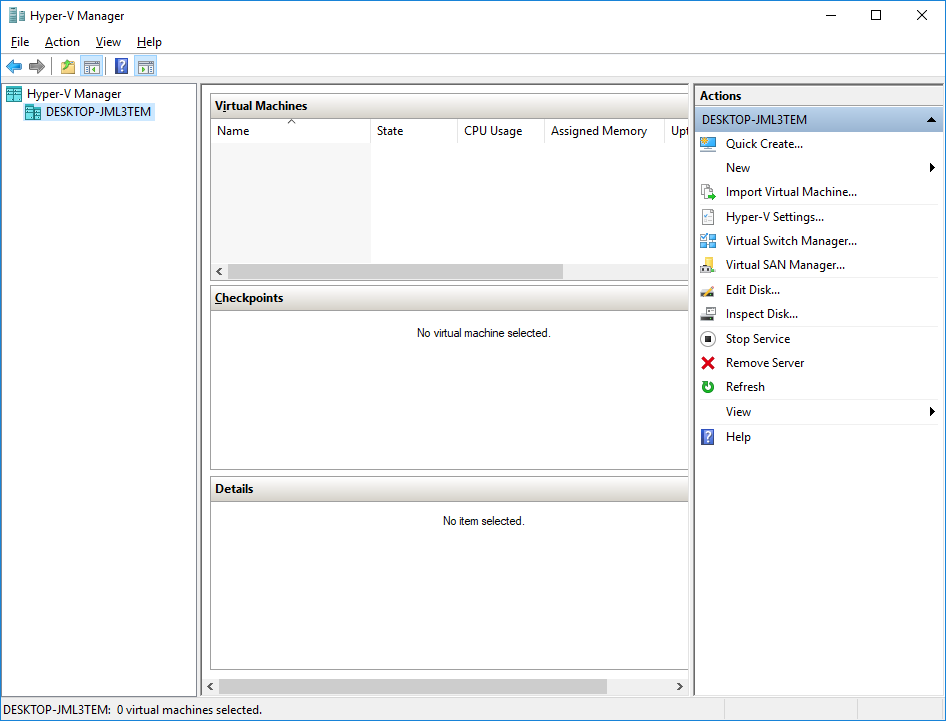 Hyper-V Manager
File Action View Help
Hyper-V Manager
DESKTOP-JML3TEM
Virtual Machines
Name State CPU Usage Assigned Memory Upt
Checkpoints
No virtual machine selected.
Details
No item selected.
Actions
DESKTOP-JML3TEM
Quick Create...
New
Import Virtual Machine...
Hyper-V Settings...
Virtual Switch Manager...
Virtual SAN Manager...
Edit Disk...
Inspect Disk...
Stop Service
Remove Server
Refresh
View
Help
DESKTOP-JML3TEM: 0 virtual machines selected.